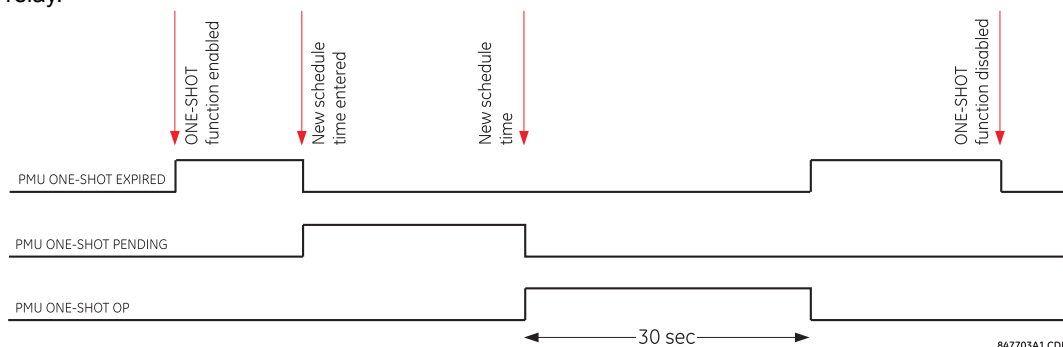 relay.
ONE-SHOT
function enabled
New schedule
time entered
New schedule
time
ONE-SHOT
function disabled
PMU ONE-SHOT EXPIRED
PMU ONE-SHOT PENDING
PMU ONE-SHOT OP
30 sec